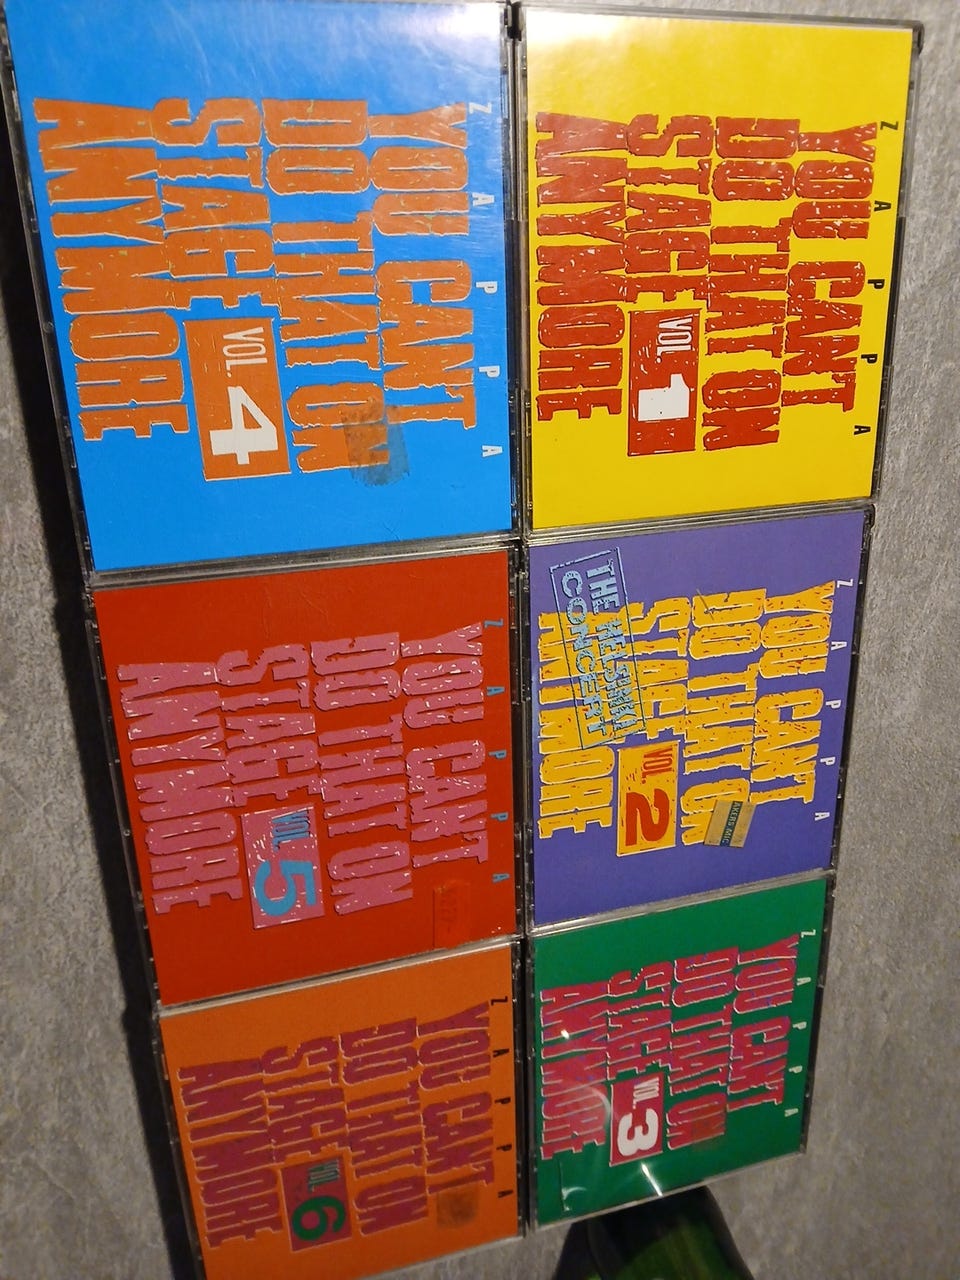 ZAPPA
YOU CAN'T
DO THAT ON
STAGE
VOL. 1
ANYMORE
ZAPPA
YOU CAN'T
DO THAT ON
STAGE
VOL. 2
ANYMORE
THE HELSINKI
CONCERT
AKERS MIC
ZAPPA
YOU CAN'T
DO THAT ON
STAGE
VOL. 3
ANYMORE
ZAPPA
YOU CAN'T
DO THAT ON
STAGE
VOL. 4
ANYMORE
ZAPPA
YOU CAN'T
DO THAT ON
STAGE
VOL. 5
ANYMORE
ZAPPA
YOU CAN'T
DO THAT ON
STAGE
VOL. 6
ANYMORE